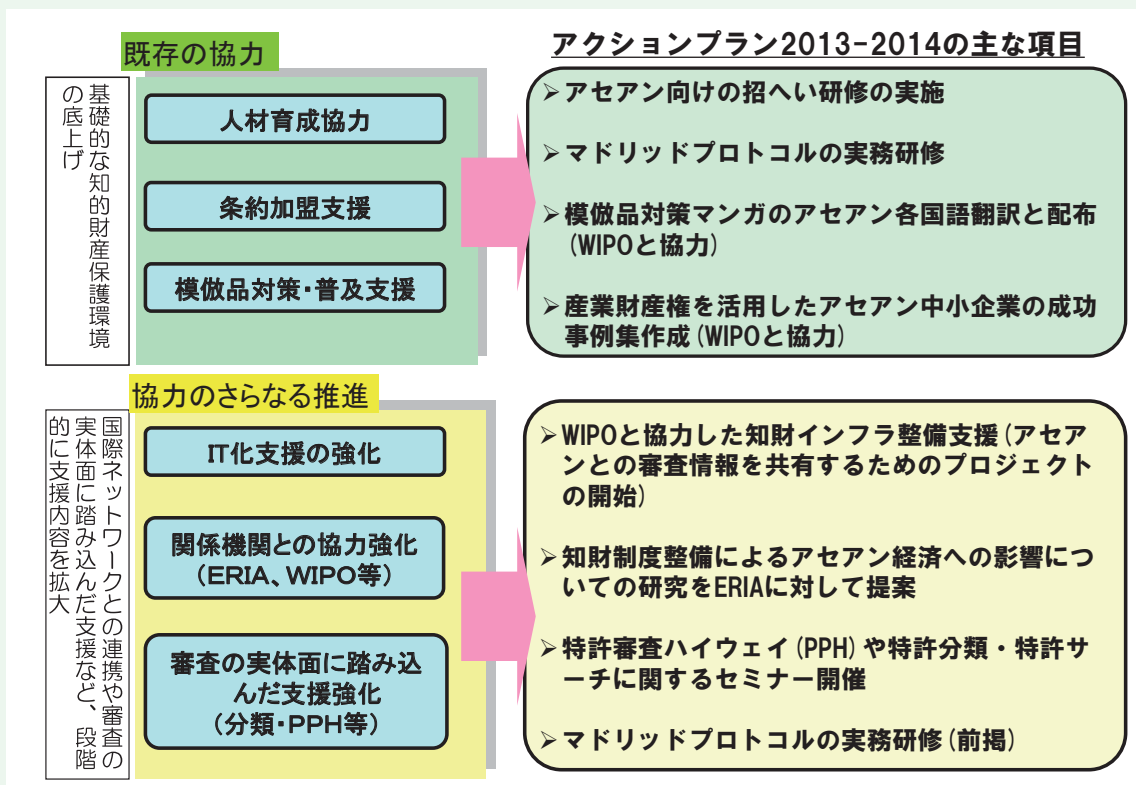 既存の協力
アクションプラン2013-2014の主な項目
基礎的な知的財産保護環境
の底上げ
人材育成協力
条約加盟支援
模倣品対策・普及支援
➢アセアン向けの招へい研修の実施
➢マドリッドプロトコルの実務研修
➢模倣品対策マンガのアセアン各国語翻訳と配布
(WIPOと協力)
➢産業財産権を活用したアセアン中小企業の成功
事例集作成(WIPOと協力)
協力のさらなる推進
国際ネットワークとの連携や審査の
実体面に踏み込んだ支援など、段階
的に支援内容を拡大
IT化支援の強化
関係機関との協力強化
(ERIA、WIPO等)
審査の実体面に踏み込
んだ支援強化
(分類・PPH等)
➢WIPOと協力した知財インフラ整備支援(アセア
ンとの審査情報を共有するためのプロジェクト
の開始)
➢知財制度整備によるアセアン経済への影響につ
いての研究をERIAに対して提案
➢特許審査ハイウェイ(PPH)や特許分類・特許サ
ーチに関するセミナー開催
➢マドリッドプロトコルの実務研修(前掲)